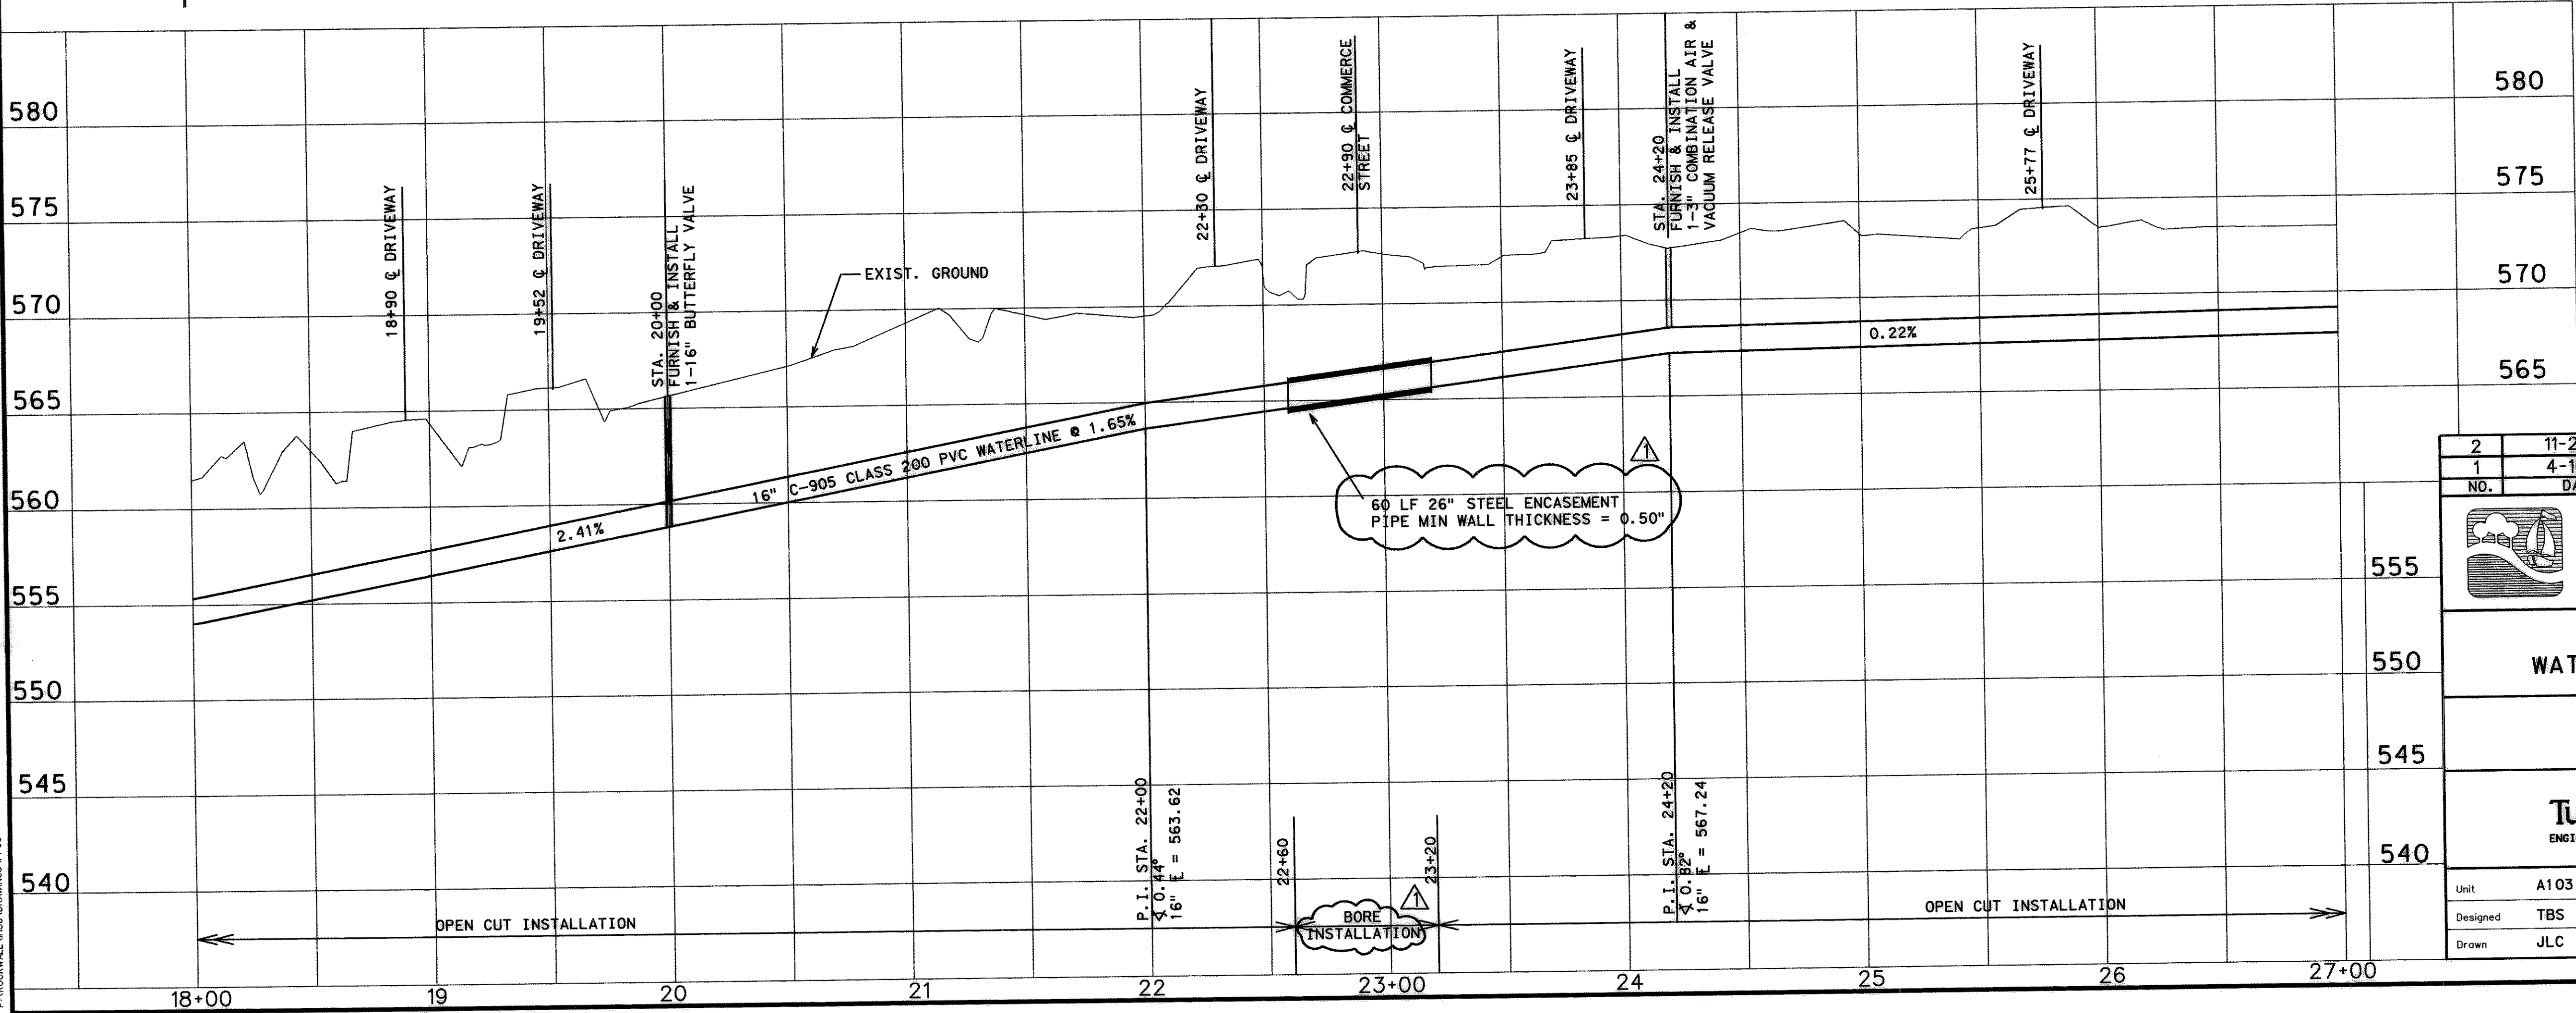 580
575
570
565
560
555
550
545
540
580
575
570
565
555
550
545
540
18+90 ℄ DRIVEWAY
19+52 ℄ DRIVEWAY
STA. 20+00
FURNISH & INSTALL
1-16" BUTTERFLY VALVE
EXIST. GROUND
22+30 ℄ DRIVEWAY
22+90 ℄ COMMERCE
STREET
23+85 ℄ DRIVEWAY
STA. 24+20
FURNISH & INSTALL
1-3" COMBINATION AIR &
VACUUM RELEASE VALVE
25+77 ℄ DRIVEWAY
2.41%
16" C-905 CLASS 200 PVC WATERLINE @ 1.65%
0.22%
1
60 LF 26" STEEL ENCASEMENT
PIPE MIN WALL THICKNESS = 0.50"
P.I. STA. 22+00
∢ 0.44°
16" = 563.62
22+60
23+20
P.I. STA. 24+20
∢ 0.82°
16" = 567.24
OPEN CUT INSTALLATION
1
BORE
INSTALLATION
OPEN CUT INSTALLATION
18+00
19
20
21
22
23+00
24
25
26
27+00
2 11-2
1 4-1
NO. DA
WAT
Tu
ENGI
Unit A103
Designed TBS
Drawn JLC